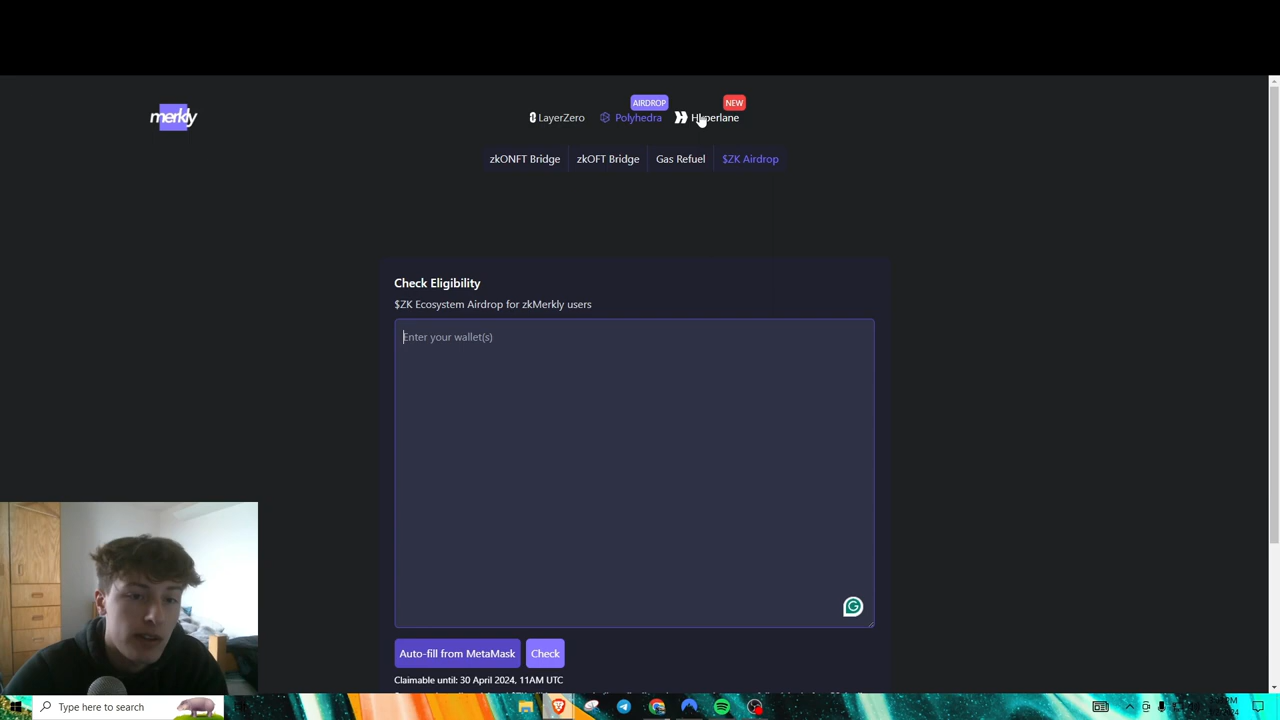 merkly
AIRDROP
NEW
LayerZero
Polyhedra
Hyperlane
zkONFT Bridge
zkOFT Bridge
Gas Refuel
$ZK Airdrop
Check Eligibility
$ZK Ecosystem Airdrop for zkMerkly users
Enter your wallet(s)
Auto-fill from MetaMask
Check
Claimable until: 30 April 2024, 11AM UTC
Type here to search